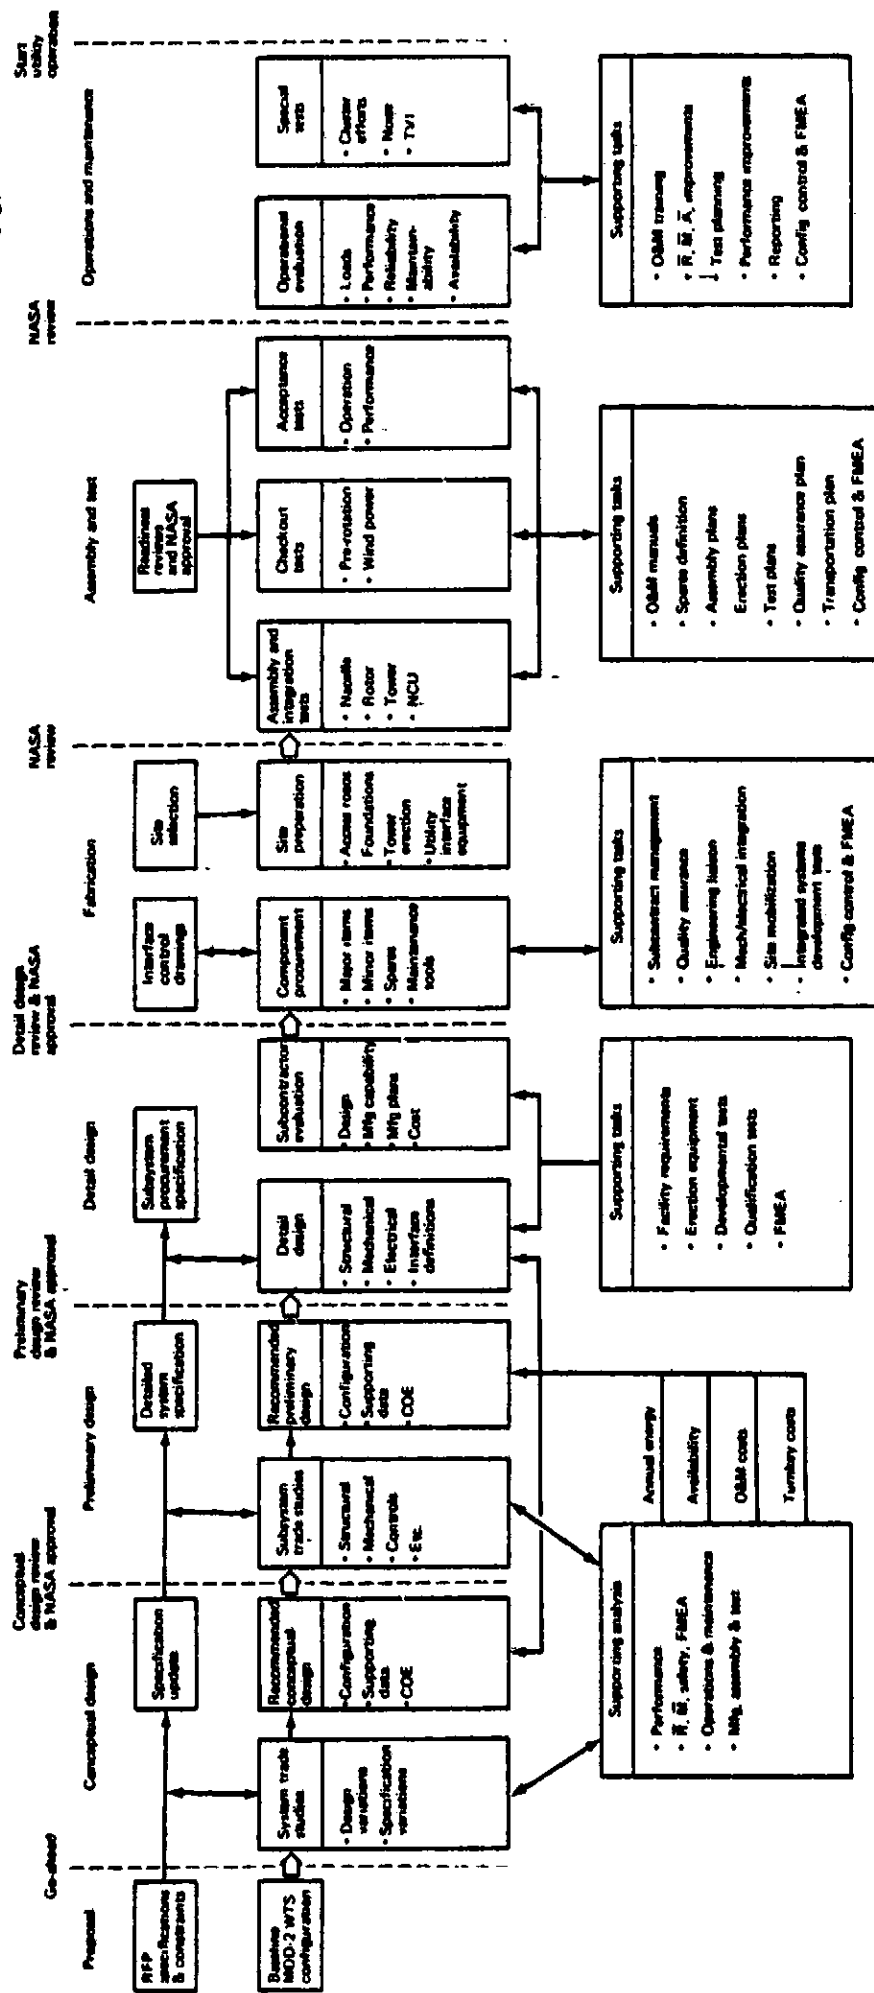 Proposal
Go-ahead
Conceptual design
Conceptual
design review
& NASA approval
Preliminary design
Preliminary
design review
& NASA approval
Detail design
Detail design
review & NASA
approval
Fabrication
NASA
review
Assembly and test
NASA
review
Operations and maintenance
Start
utility
operation
RFP
specifications
& constraints
Specification
update
Detailed
system
specification
Subsystem
procurement
specification
Interface
control
drawings
Site
selection
Readiness
reviews
and NASA
approval
Baseline
MOD-2 WTS
configuration
System trade
studies
• Design
variations
• Specification
variations
Recommended
conceptual
design
• Configuration
• Supporting
data
• COE
Subsystem
trade studies
• Structural
• Mechanical
• Controls
• Etc.
Recommended
preliminary
design
• Configuration
• Supporting
data
• COE
Detail
design
• Structural
• Mechanical
• Electrical
• Interface
definitions
Subcontractor
evaluation
• Design
• Mfg capability
• Mfg plans
• Cost
Component
procurement
• Major items
• Minor items
• Spares
• Maintenance
tools
Site
preparation
• Access roads
Foundations
• Tower
erection
• Utility
interface
equipment
Assembly and
integration
tests
• Nacelle
• Rotor
• Tower
• NCU
Checkout
tests
• Pre-rotation
• Wind power
Acceptance
tests
• Operation
• Performance
Operational
evaluation
• Loads
• Performance
• Reliability
• Maintain-
ability
• Availability
Special
tests
• Cluster
efforts
• Noise
• TVI
Supporting analysis
• Performance
• R̅, M̅, safety, FMEA
• Operations & maintenance
• Mfg, assembly & test
Annual energy
Availability
O&M costs
Turnkey costs
Supporting tasks
• Facility requirements
• Erection equipment
• Developmental tests
• Qualification tests
• FMEA
Supporting tasks
• Subcontract management
• Quality assurance
• Engineering liaison
• Mech/electrical integration
• Site mobilization
• Integrated systems
development tests
• Config control & FMEA
Supporting tasks
• O&M manuals
• Spares definition
• Assembly plans
Erection plans
• Test plans
• Quality assurance plan
• Transportation plan
• Config control & FMEA
Supporting tasks
• O&M training
• R̅, M̅, A̅, improvements
Test planning
• Performance improvements
• Reporting
• Config control & FMEA